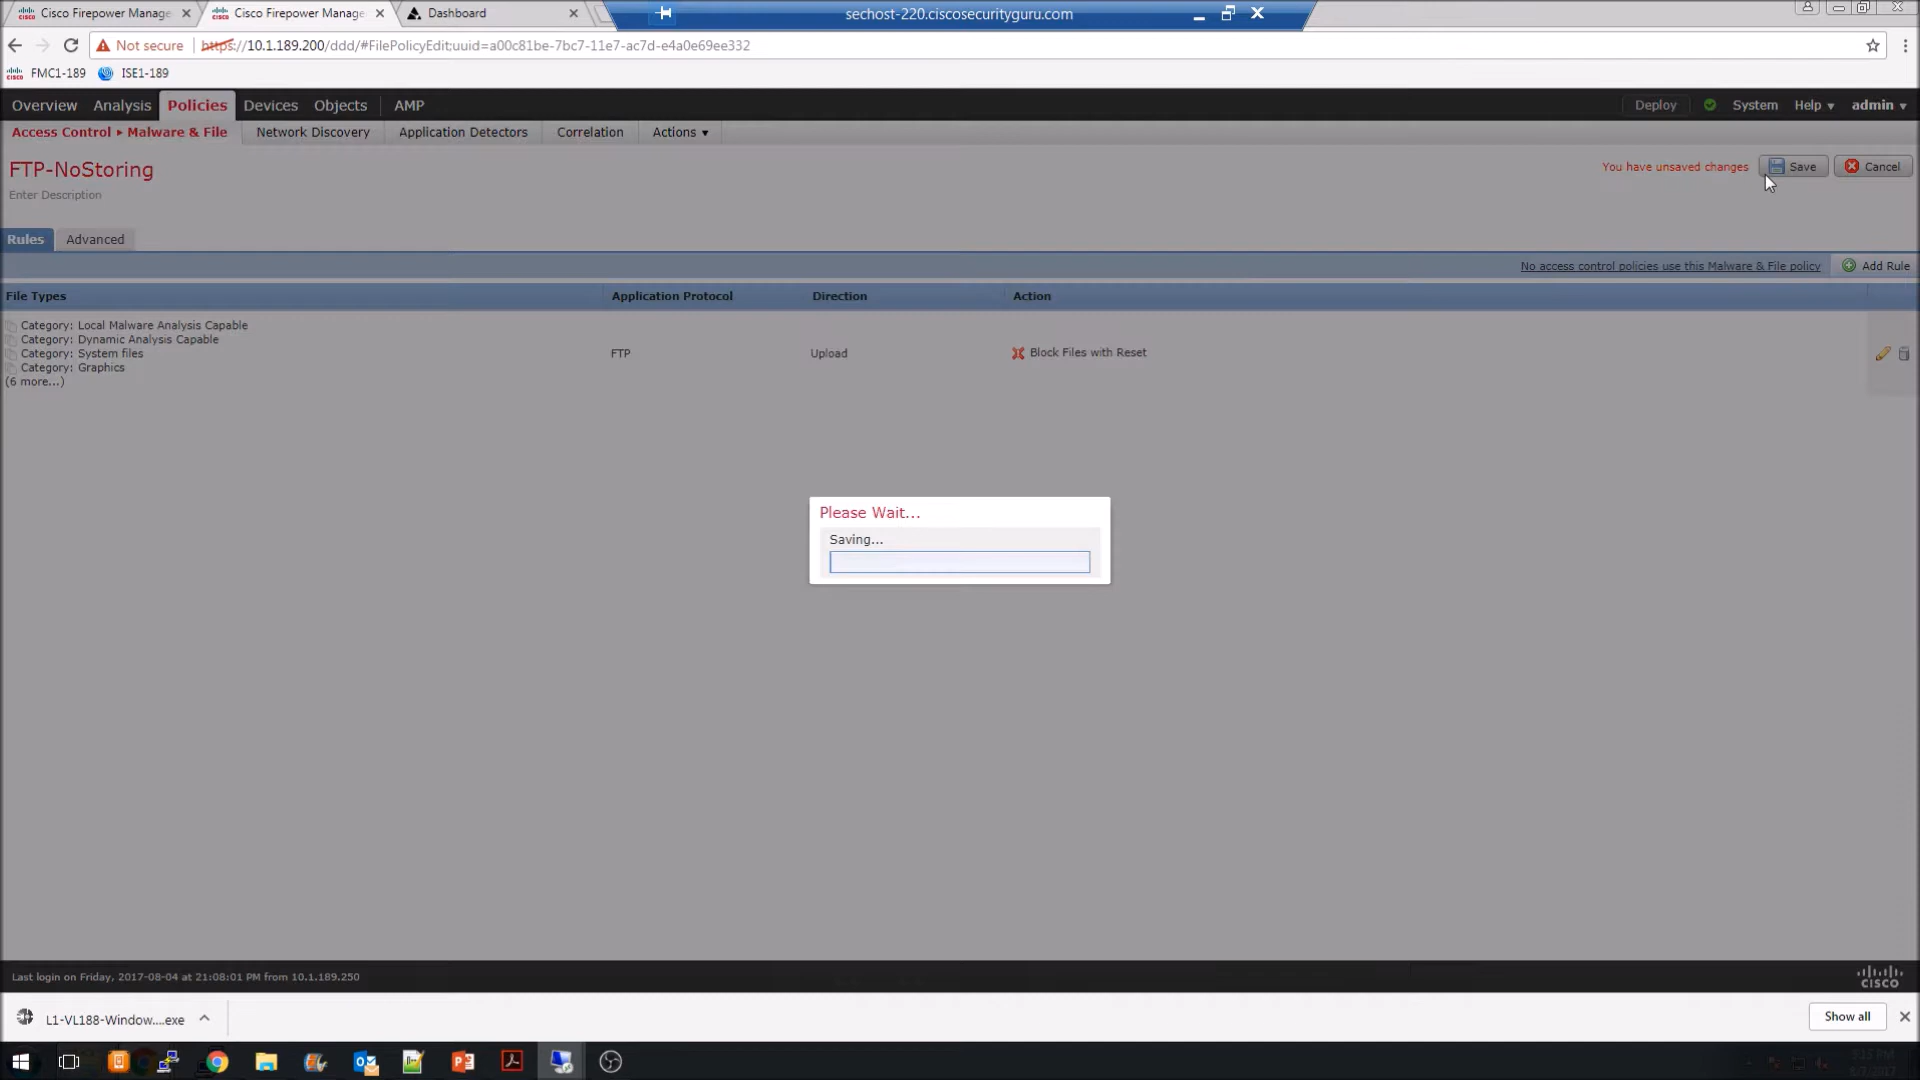 Cisco Firepower Manage
Cisco Firepower Manage
Dashboard
sechost-220.ciscosecurityguru.com
Not secure
https://10.1.189.200/ddd/#FilePolicyEdit:uuid=a00c81be-7bc7-11e7-ac7d-e4a0e69ee332
FMC1-189
ISE1-189
Overview Analysis Policies Devices Objects AMP
Deploy System Help admin
Access Control Malware & File Network Discovery Application Detectors Correlation Actions
FTP-NoStoring
You have unsaved changes Save Cancel
Enter Description
Rules Advanced
No access control policies use this Malware & File policy Add Rule
File Types Application Protocol Direction Action
Category: Local Malware Analysis Capable
Category: Dynamic Analysis Capable
Category: System files FTP Upload Block Files with Reset
Category: Graphics
(6 more...)
Please Wait...
Saving...
Last login on Friday, 2017-08-04 at 21:08:01 PM from 10.1.189.250
cisco
L1-VL188-Window....exe
Show all